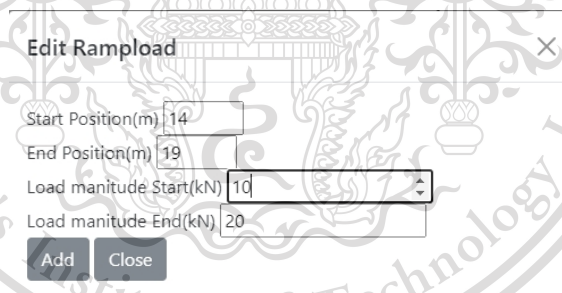 Edit Rampload
Start Position(m) 14
End Position(m) 19
Load manitude Start(kN) 10
Load manitude End(kN) 20
Add Close
Technology